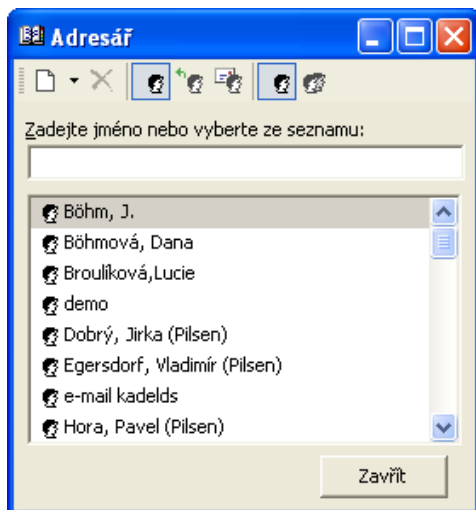 Adresář
Zadejte jméno nebo vyberte ze seznamu:
Böhm, J.
Böhmová, Dana
Broulíková,Lucie
demo
Dobrý, Jirka (Pilsen)
Egersdorf, Vladimír (Pilsen)
e-mail kadelds
Hora, Pavel (Pilsen)
Zavřít